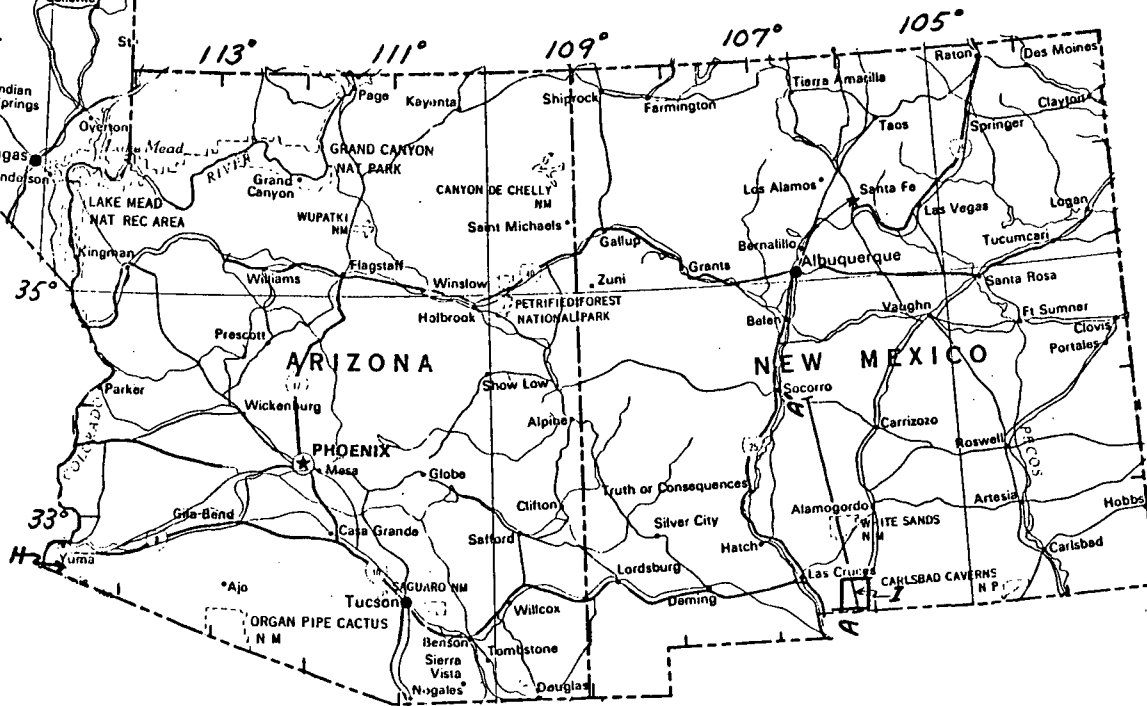 113°
111°
109°
107°
105°
St
Raton
Des Moines
Tierra Amarilla
Page
Kayenta
Shiprock
Farmington
Clayton
Springs
Overton
Taos
Springer
Lake Mead
GRAND CANYON
NAT PARK
RIVER
Grand
Canyon
CANYON DE CHELLY
NM
Los Alamos
Santa Fe
LAKE MEAD
NAT REC AREA
WUPATKI
NM
Saint Michaels
Las Vegas
Logan
Gallup
Bernalillo
Tucumcari
Kingman
Grants
Albuquerque
Williams
Flagstaff
Winslow
40
Zuni
Santa Rosa
35°
Holbrook
PETRIFIED FOREST
NATIONAL PARK
Belen
Vaughn
Ft Sumner
Clovis
Prescott
Portales
ARIZONA
NEW MEXICO
17
Show Low
Socorro
Parker
A'
Wickenburg
Alpine
Carrizozo
COLORADO
PHOENIX
25
Roswell
PECOS
Mesa
Globe
Truth or Consequences
Clifton
Alamogordo
Artesia
Hobbs
33°
Gila Bend
Silver City
WHITE SANDS
N M
Casa Grande
Safford
Hatch
Carlsbad
H
Yuma
8
10
Lordsburg
Las Cruces
CARLSBAD CAVERNS
N P
Ajo
SAGUARO NM
Deming
I
Tucson
Willcox
A
ORGAN PIPE CACTUS
N M
Benson
Tombstone
Sierra
Vista
Nogales
Douglas